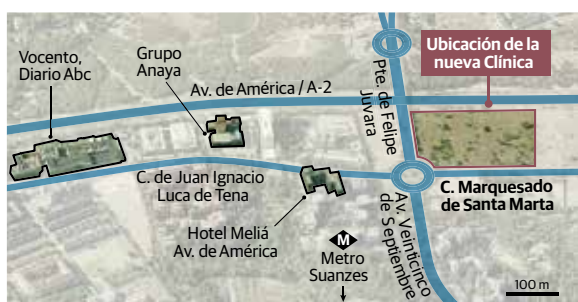 Vocento,
Diario Abc
Grupo
Anaya
Av. de América / A-2
Pte. de Felipe
Juvara
Ubicación de la
nueva Clínica
C. de Juan Ignacio
Luca de Tena
Hotel Meliá
Av. de América
M
Metro
Suanzes
Av. Veinticinco
de Septiembre
C. Marquesado
de Santa Marta
100 m